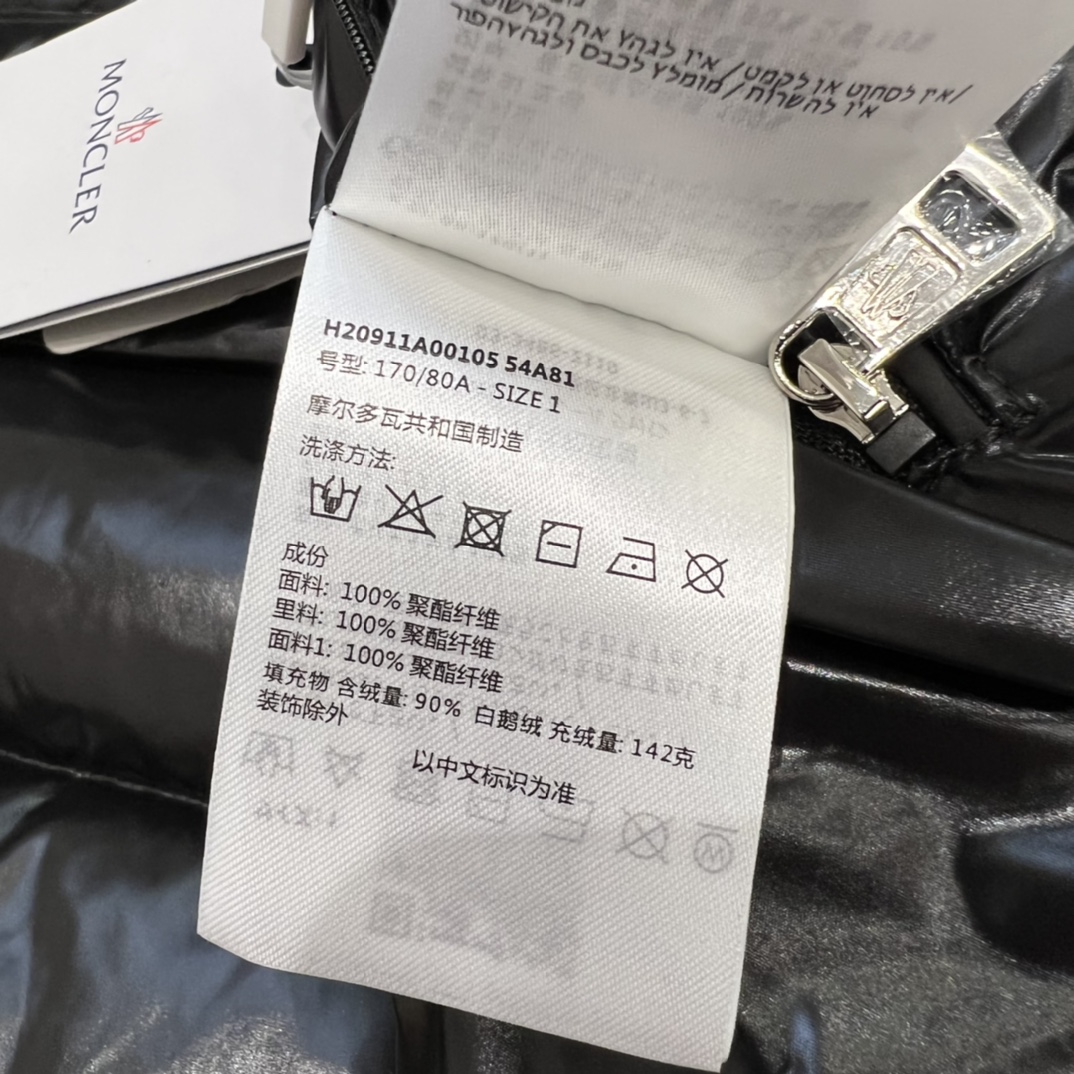 MONCLER
/אין לסחוט או לקמט/ אין לגהץ את הקישוט
אין להשרות/ מומלץ לכבס ולגהץ הפוך
H20911A00105 54A81
号型: 170/80A - SIZE 1
摩尔多瓦共和国制造
洗涤方法:
成份
面料: 100% 聚酯纤维
里料: 100% 聚酯纤维
面料1: 100% 聚酯纤维
填充物 含绒量: 90% 白鹅绒 充绒量: 142克
装饰除外
以中文标识为准